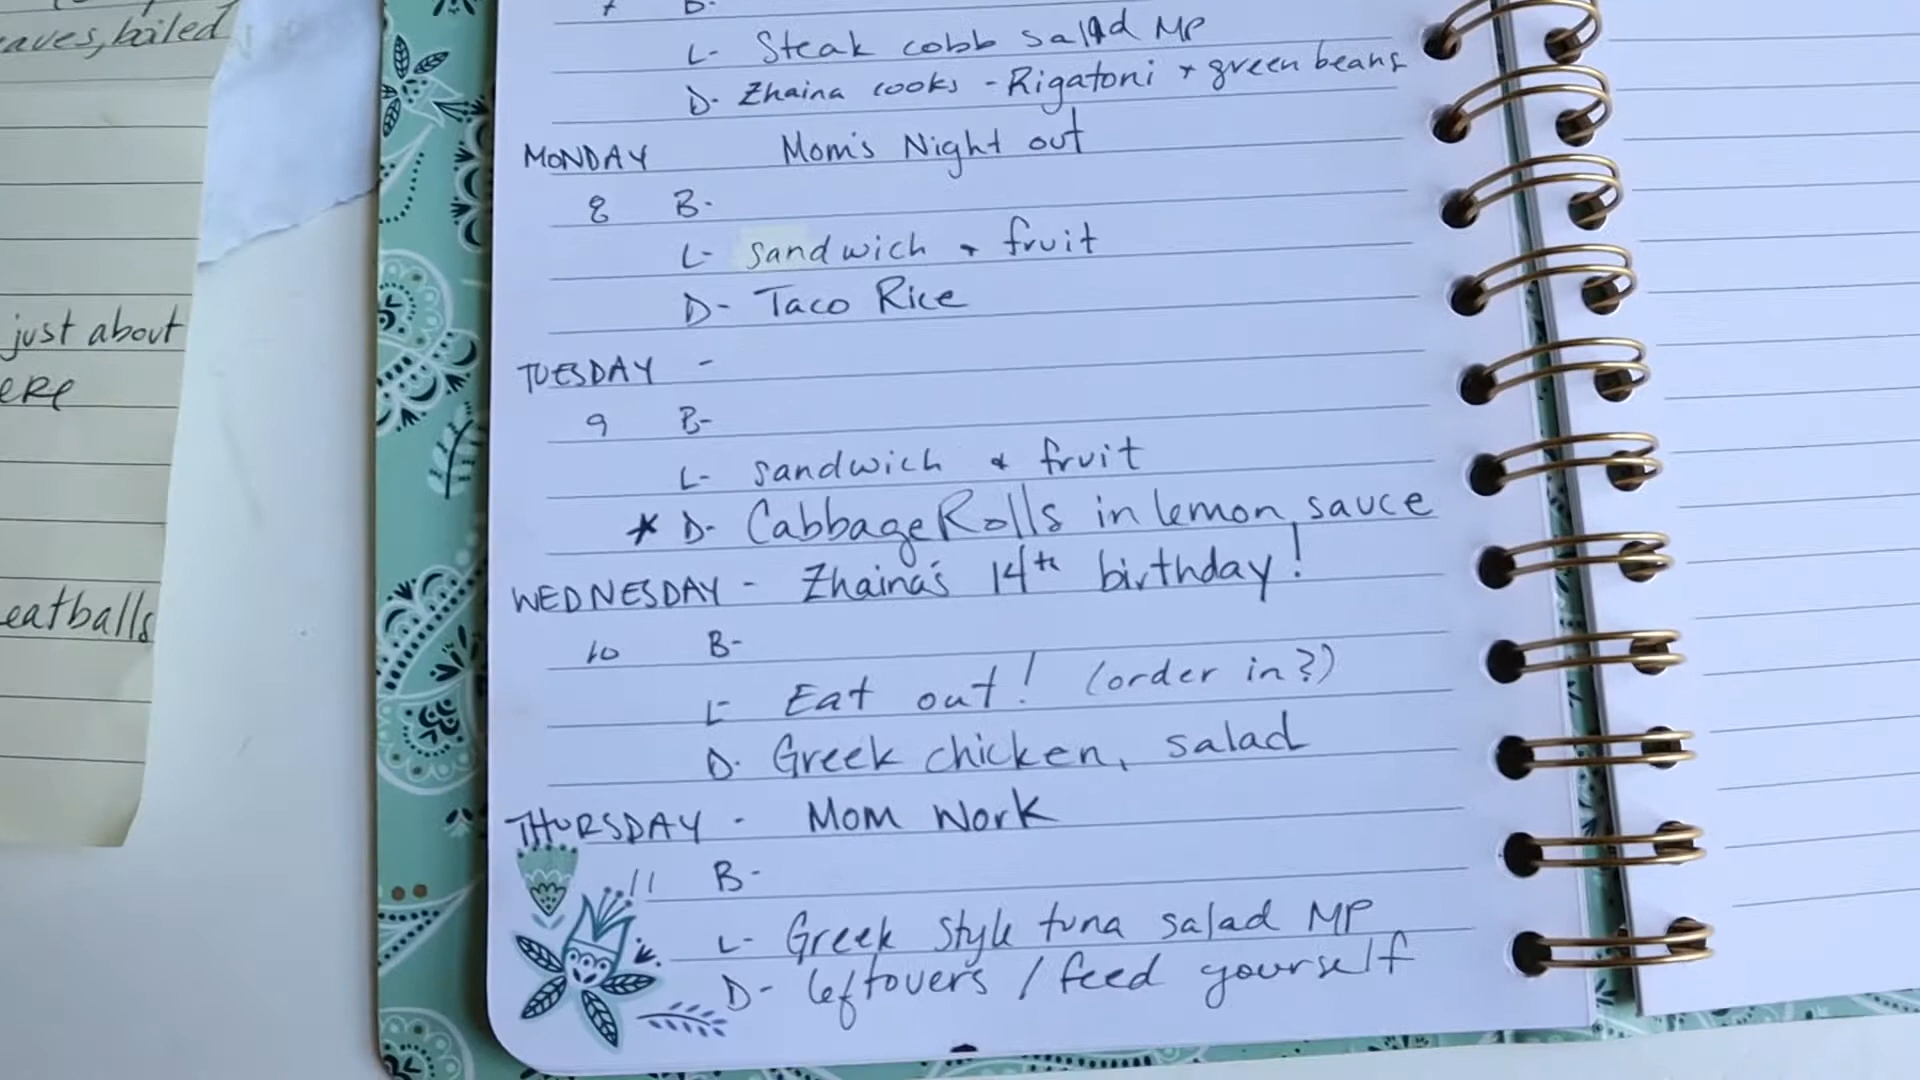 aves, boiled
just about
ere
eatballs
7 B-
L- Steak cobb salad MP
D- Zhaina cooks - Rigatoni + green beans
MONDAY Mom's Night out
8 B-
L- sandwich + fruit
D- Taco Rice
TUESDAY -
9 B-
L- sandwich & fruit
* D- Cabbage Rolls in lemon sauce
WEDNESDAY - Zhaina's 14th birthday!
10 B-
L- Eat out! (order in?)
D- Greek chicken, salad
THURSDAY - Mom Work
11 B-
L- Greek Style tuna salad MP
D- leftovers / feed yourself